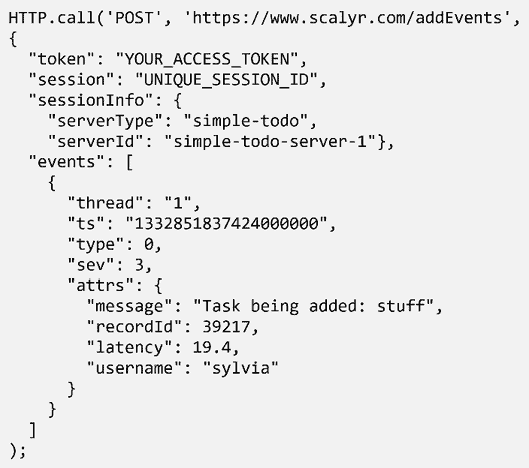 HTTP.call('POST', 'https://www.scalyr.com/addEvents',
{
  "token": "YOUR_ACCESS_TOKEN",
  "session": "UNIQUE_SESSION_ID",
  "sessionInfo": {
    "serverType": "simple-todo",
    "serverId": "simple-todo-server-1"},
  "events": [
    {
      "thread": "1",
      "ts": "1332851837424000000",
      "type": 0,
      "sev": 3,
      "attrs": {
        "message": "Task being added: stuff",
        "recordId": 39217,
        "latency": 19.4,
        "username": "sylvia"
      }
    }
  ]
);